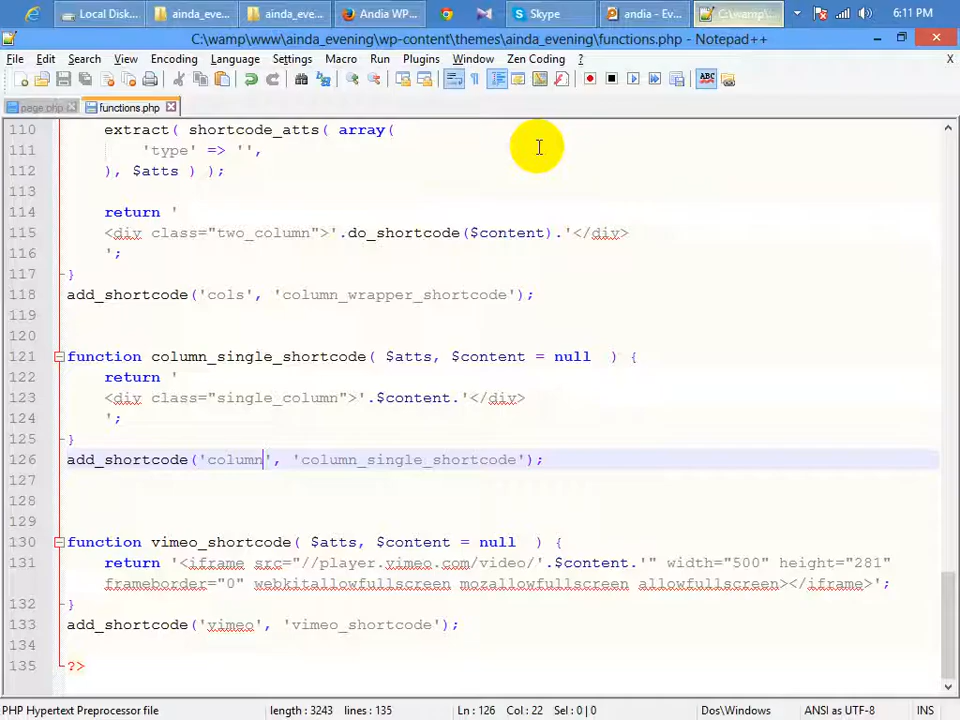 Local Disk...
ainda_eve...
ainda_eve...
Andia WP...
Skype
andia - Ev...
C:\wamp\...
6:11 PM
C:\wamp\www\ainda_evening\wp-content\themes\ainda_evening\functions.php - Notepad++
File Edit Search View Encoding Language Settings Macro Run Plugins Window Zen Coding ? X
page.php functions.php
110 extract( shortcode_atts( array(
111 'type' => '',
112 ), $atts ) );
113
114 return '
115 <div class="two_column">'.do_shortcode($content).'</div>
116 ';
117 }
118 add_shortcode('cols', 'column_wrapper_shortcode');
119
120
121 function column_single_shortcode( $atts, $content = null  ) {
122 return '
123 <div class="single_column">'.$content.'</div>
124 ';
125 }
126 add_shortcode('column', 'column_single_shortcode');
127
128
129
130 function vimeo_shortcode( $atts, $content = null  ) {
131 return '<iframe src="//player.vimeo.com/video/'.$content.'" width="500" height="281"
frameborder="0" webkitallowfullscreen mozallowfullscreen allowfullscreen></iframe>';
132 }
133 add_shortcode('vimeo', 'vimeo_shortcode');
134
135 ?>
PHP Hypertext Preprocessor file length : 3243 lines : 135 Ln : 126 Col : 22 Sel : 0 | 0 Dos\Windows ANSI as UTF-8 INS